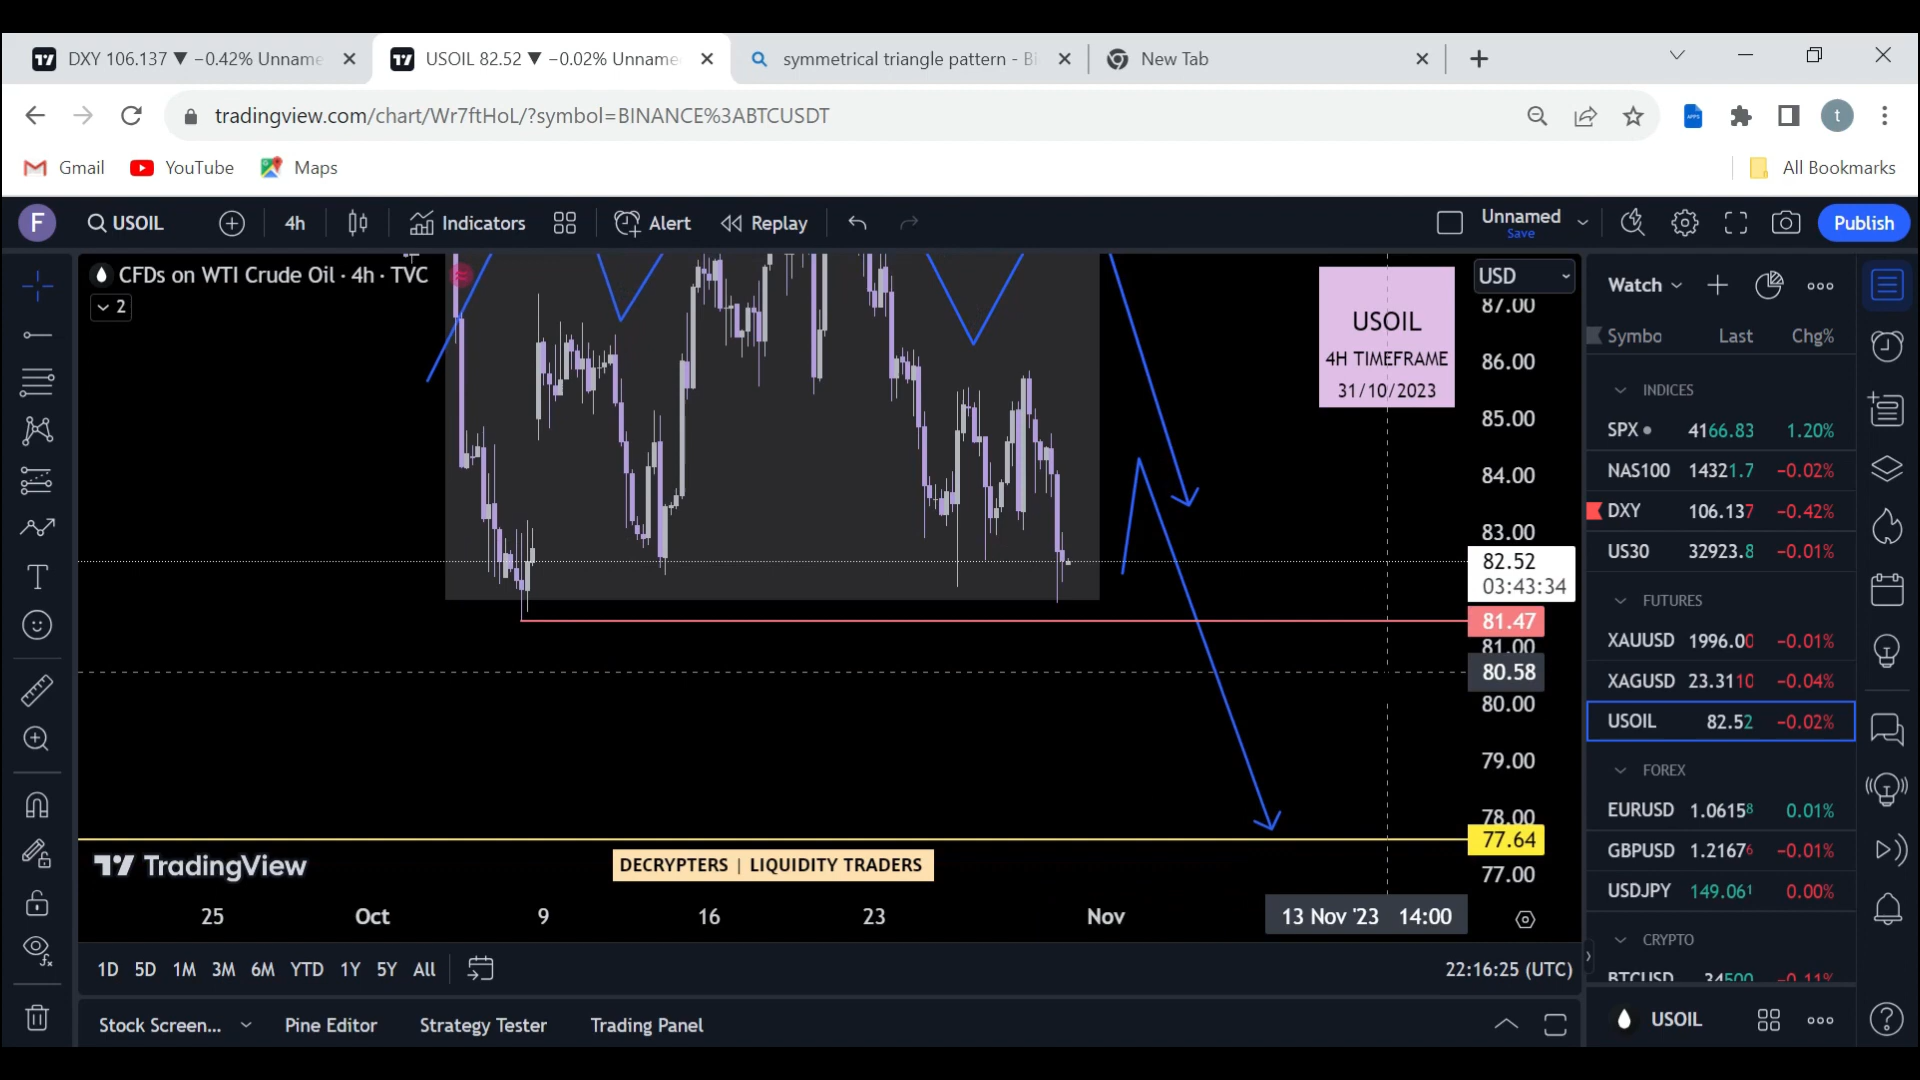 DXY 106.137 ▼ −0.42% Unname
USOIL 82.52 ▼ −0.02% Unname
symmetrical triangle pattern - Bi
New Tab
tradingview.com/chart/Wr7ftHoL/?symbol=BINANCE%3ABTCUSDT
t
Gmail
YouTube
Maps
All Bookmarks
F
USOIL
4h
Indicators
Alert
Replay
Unnamed
Save
Publish
CFDs on WTI Crude Oil · 4h · TVC
2
USOIL
4H TIMEFRAME
31/10/2023
USD
87.00
86.00
85.00
84.00
83.00
82.52
03:43:34
81.47
81.00
80.58
80.00
79.00
78.00
77.64
77.00
TradingView
DECRYPTERS | LIQUIDITY TRADERS
25 Oct 9 16 23 Nov 13 Nov '23 14:00
1D 5D 1M 3M 6M YTD 1Y 5Y All
22:16:25 (UTC)
Stock Screen... Pine Editor Strategy Tester Trading Panel
Watch
Symbo Last Chg%
INDICES
SPX 4166.83 1.20%
NAS100 14321.7 −0.02%
DXY 106.137 −0.42%
US30 32923.8 −0.01%
FUTURES
XAUUSD 1996.00 −0.01%
XAGUSD 23.3110 −0.04%
USOIL 82.52 −0.02%
FOREX
EURUSD 1.06158 0.01%
GBPUSD 1.21676 −0.01%
USDJPY 149.061 0.00%
CRYPTO
BTCUSD 34500 −0.11%
USOIL